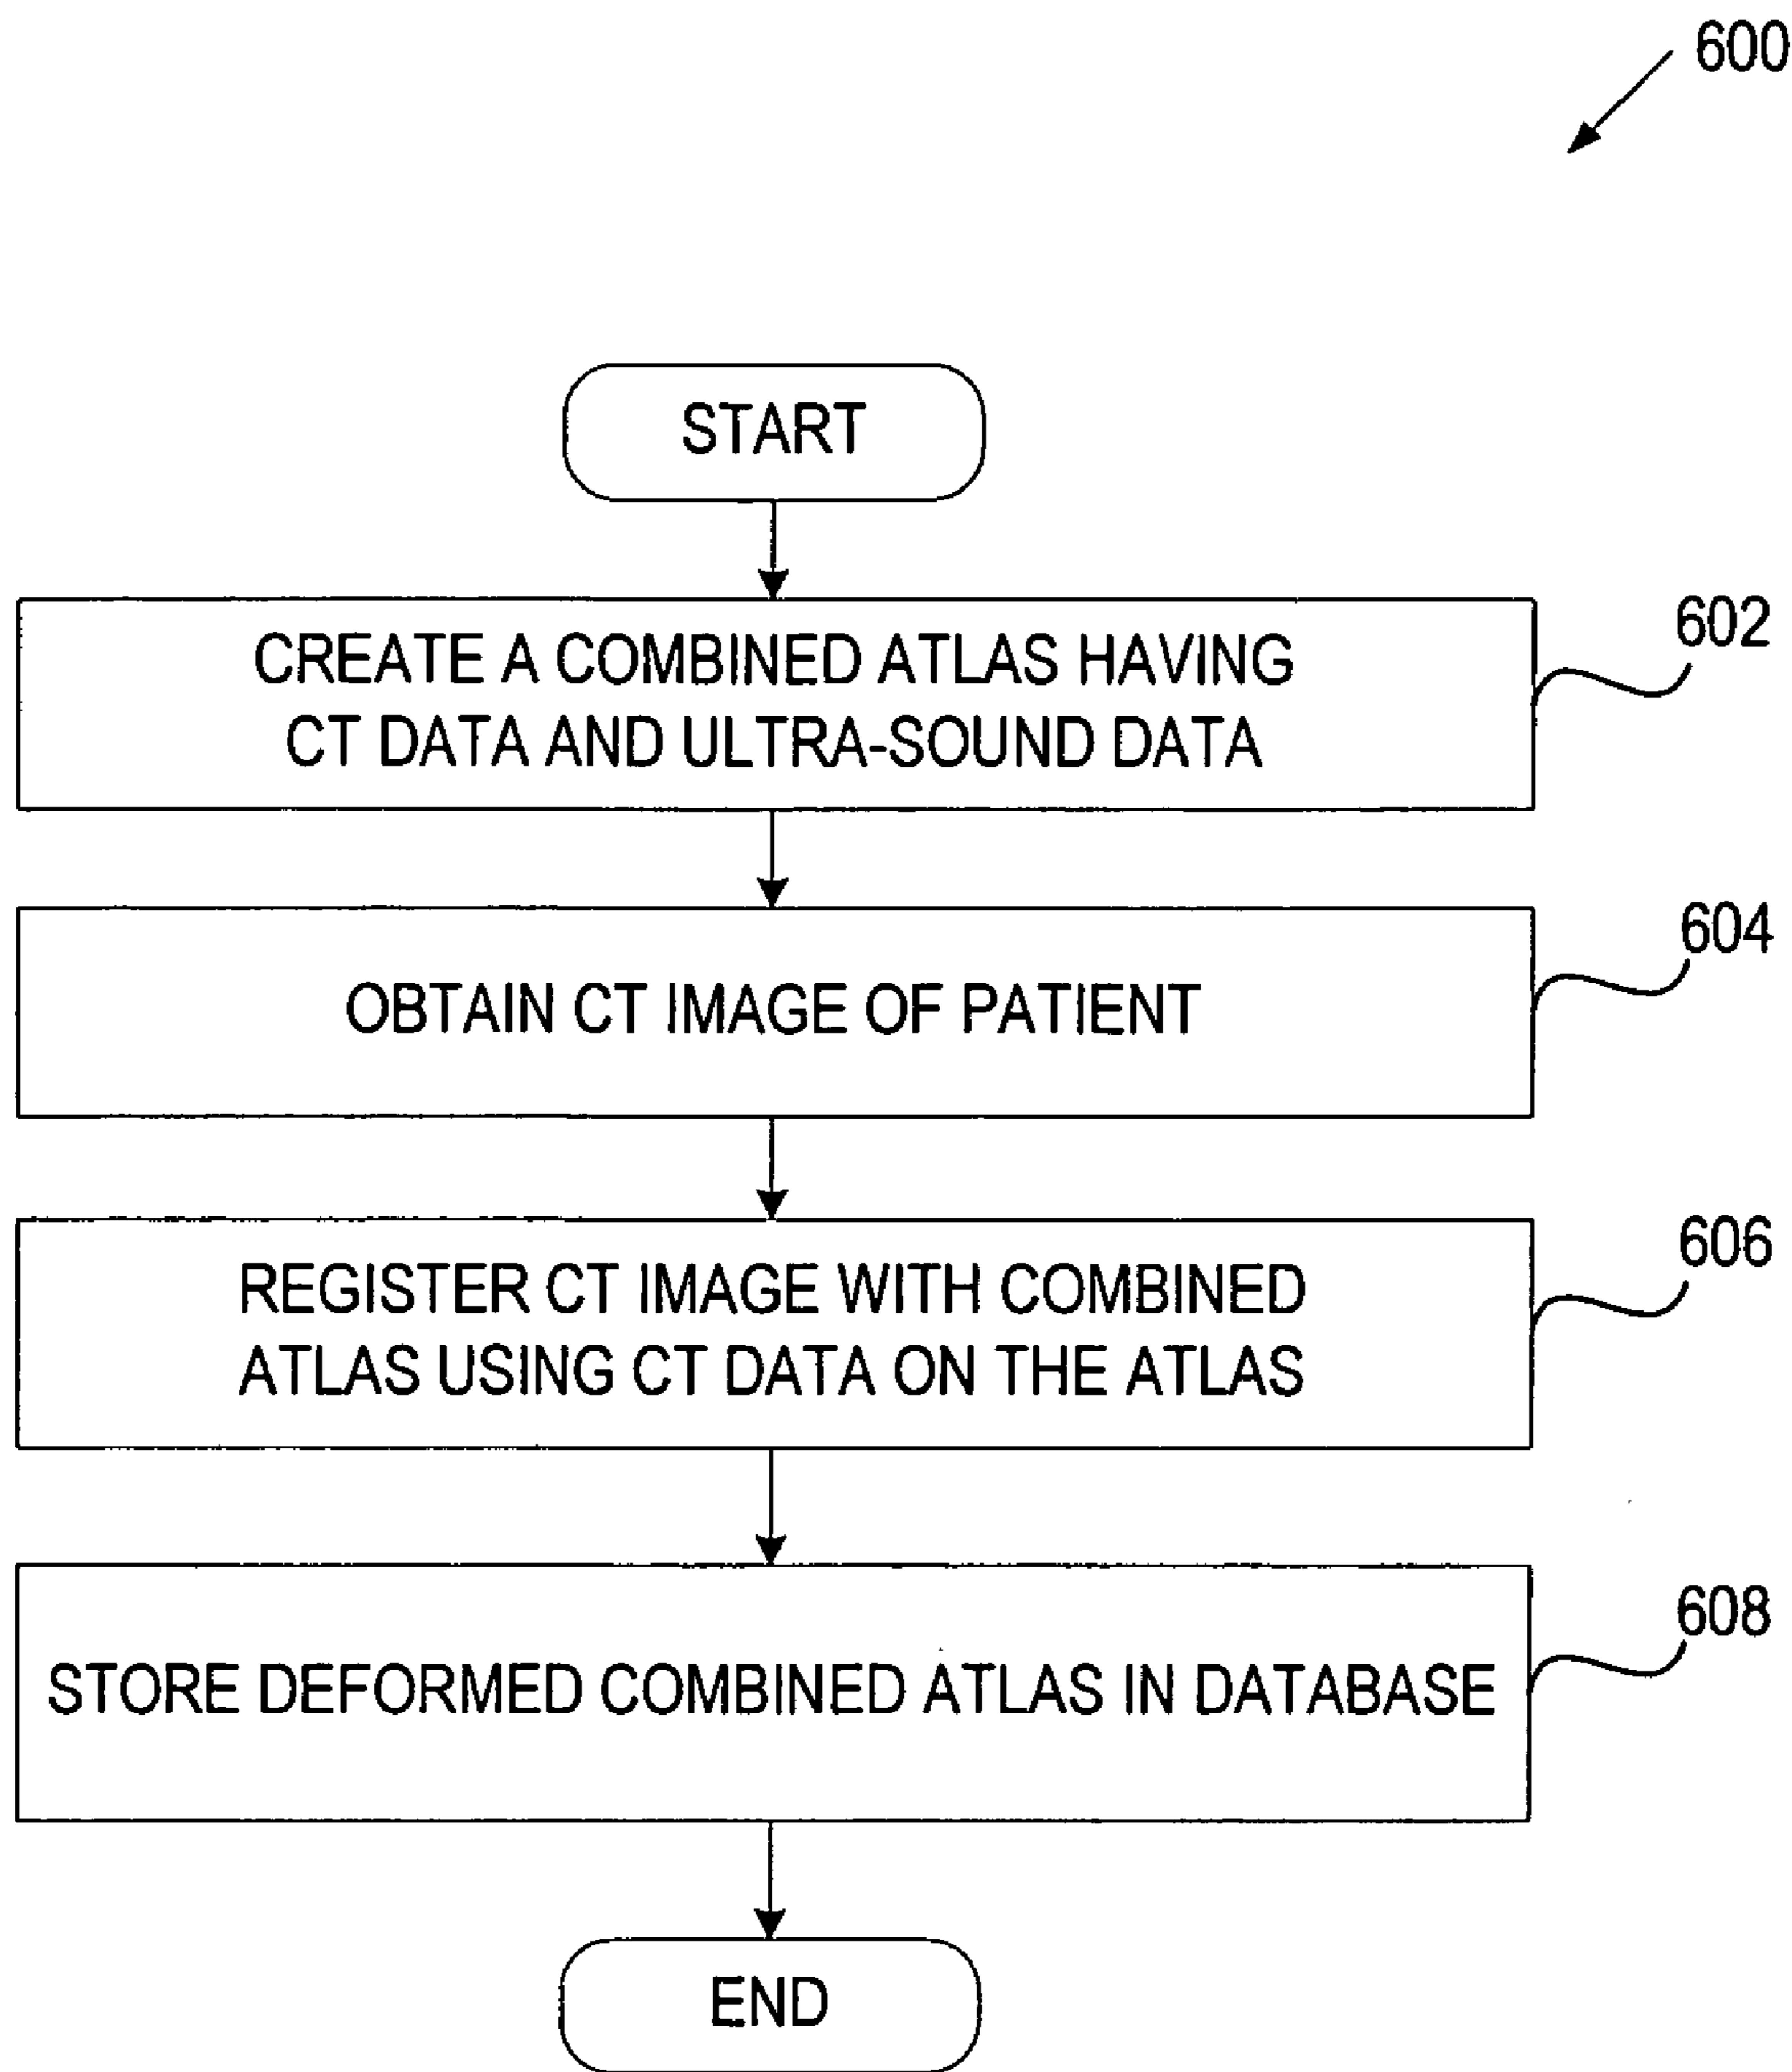 600
START
CREATE A COMBINED ATLAS HAVING
CT DATA AND ULTRA-SOUND DATA
602
OBTAIN CT IMAGE OF PATIENT
604
REGISTER CT IMAGE WITH COMBINED
ATLAS USING CT DATA ON THE ATLAS
606
STORE DEFORMED COMBINED ATLAS IN DATABASE
608
END